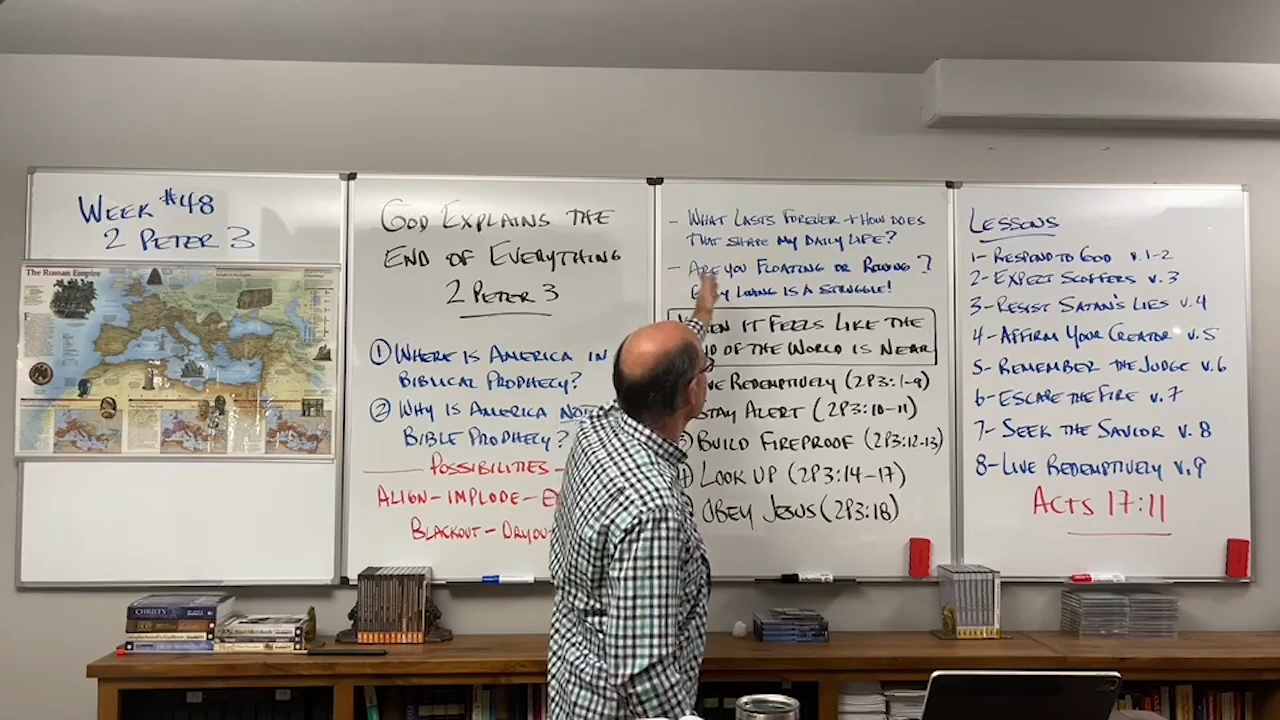 WEEK #48
2 PETER 3
The Roman Empire
GOD EXPLAINS THE
END OF EVERYTHING
2 PETER 3
① WHERE IS AMERICA IN
BIBLICAL PROPHECY?
② WHY IS AMERICA NOT
BIBLE PROPHECY?
POSSIBILITIES
ALIGN – IMPLODE –
BLACKOUT –
- WHAT LASTS FOREVER + HOW DOES
THAT SHAPE MY DAILY LIFE?
- ARE YOU FLOATING OR ROWING?
LIVING IS A STRUGGLE!
WHEN IT FEELS LIKE THE
END OF THE WORLD IS NEAR
LIVE REDEMPTIVELY (2P3:1-9)
STAY ALERT (2P3:10-11)
BUILD FIREPROOF (2P3:12-13)
LOOK UP (2P3:14-17)
OBEY JESUS (2P3:18)
LESSONS
1- RESPOND TO GOD v.1-2
2- EXPECT SCOFFERS v.3
3- RESIST SATAN'S LIES v.4
4- AFFIRM YOUR CREATOR v.5
5- REMEMBER THE JUDGE v.6
6- ESCAPE THE FIRE v.7
7- SEEK THE SAVIOR v.8
8- LIVE REDEMPTIVELY v.9
ACTS 17:11